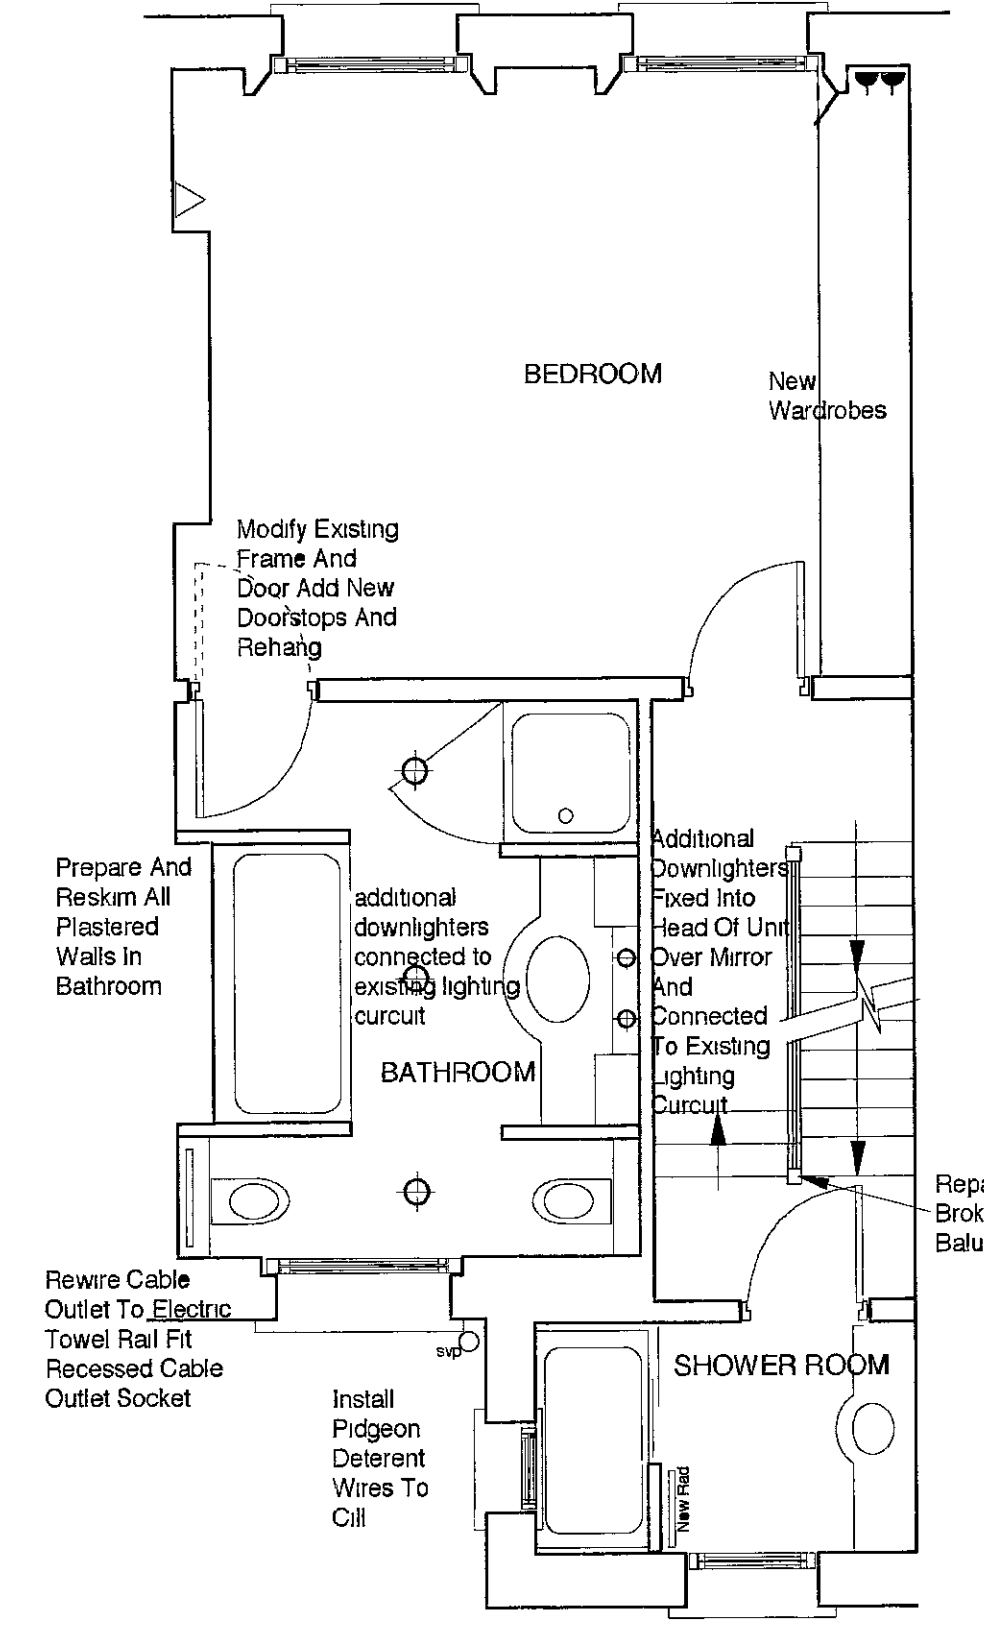 BEDROOM
New
Wardrobes
Modify Existing
Frame And
Door Add New
Doorstops And
Rehang
Prepare And
Reskim All
Plastered
Walls In
Bathroom
additional
downlighters
connected to
existing lighting
curcuit
BATHROOM
Additional
Downlighters
Fixed Into
Head Of Unit
Over Mirror
And
Connected
To Existing
Lighting
Curcuit
Repa
Brok
Balu
Rewire Cable
Outlet To Electric
Towel Rail Fit
Recessed Cable
Outlet Socket
svp
Install
Pidgeon
Deterent
Wires To
Cill
SHOWER ROOM
New Rad